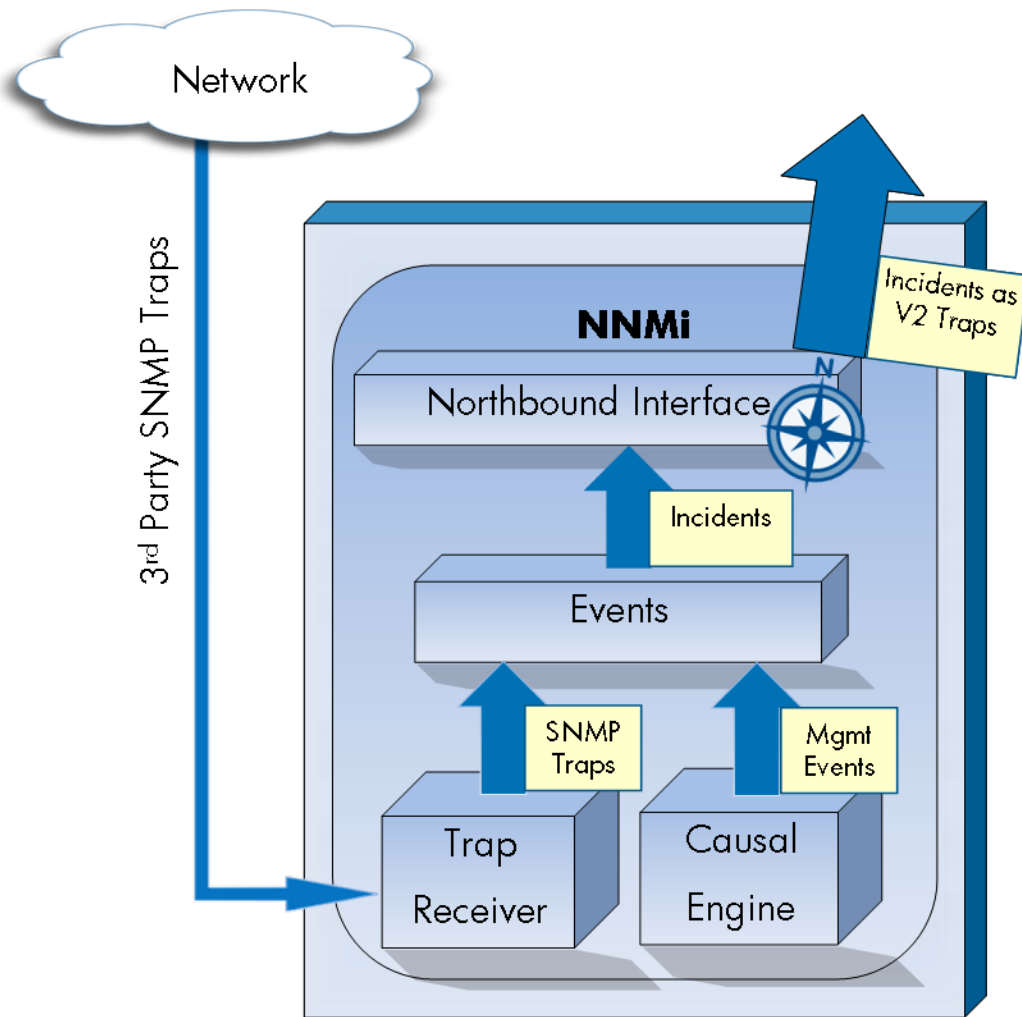 Network
3rd Party SNMP Traps
Incidents as
V2 Traps
NNMi
N
Northbound Interface
Incidents
Events
SNMP
Traps
Mgmt
Events
Trap
Receiver
Causal
Engine